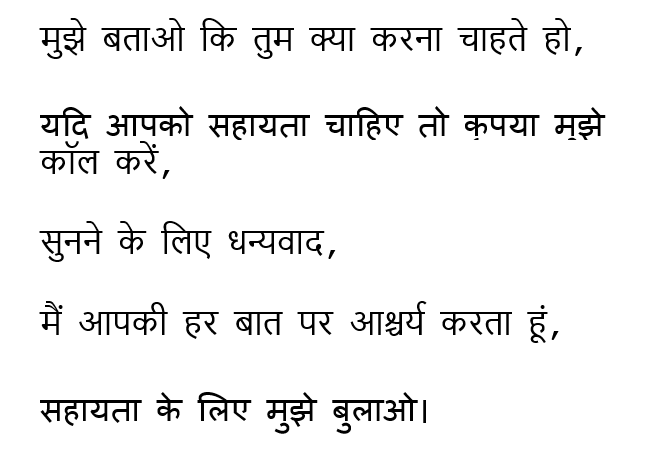 मुझे बताओ कि तुम क्या करना चाहते हो,
यदि आपको सहायता चाहिए तो कृपया मुझे
कॉल करें,
सुनने के लिए धन्यवाद,
मैं आपकी हर बात पर आश्चर्य करता हूं,
सहायता के लिए मुझे बुलाओ।